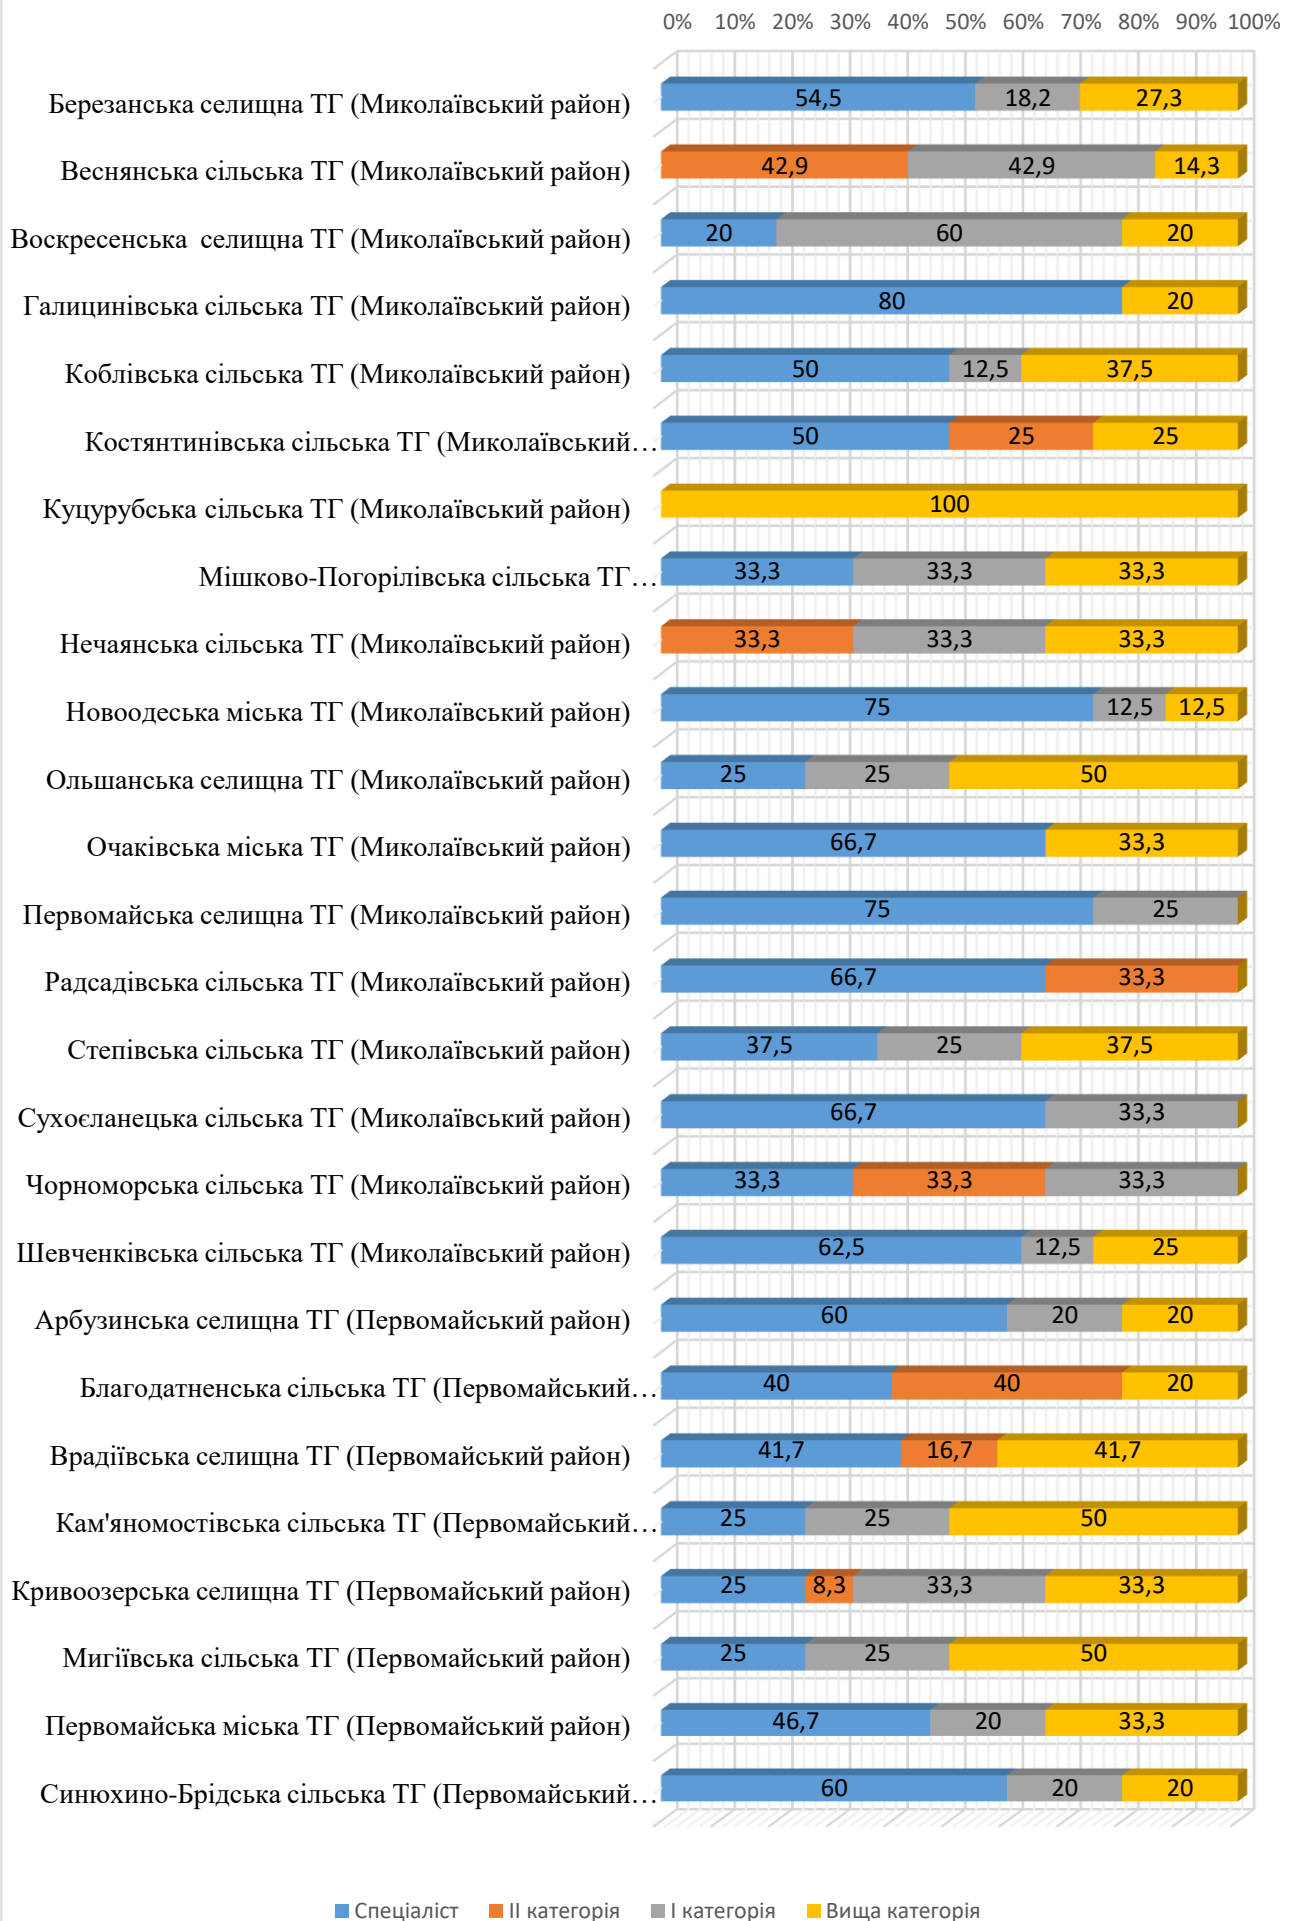 0% 10% 20% 30% 40% 50% 60% 70% 80% 90% 100%
Березанська селищна ТГ (Миколаївський район) 54,5 18,2 27,3
Веснянська сільська ТГ (Миколаївський район) 42,9 42,9 14,3
Воскресенська селищна ТГ (Миколаївський район) 20 60 20
Галицинівська сільська ТГ (Миколаївський район) 80 20
Коблівська сільська ТГ (Миколаївський район) 50 12,5 37,5
Костянтинівська сільська ТГ (Миколаївський… 50 25 25
Куцурубська сільська ТГ (Миколаївський район) 100
Мішково-Погорілівська сільська ТГ… 33,3 33,3 33,3
Нечаянська сільська ТГ (Миколаївський район) 33,3 33,3 33,3
Новоодеська міська ТГ (Миколаївський район) 75 12,5 12,5
Ольшанська селищна ТГ (Миколаївський район) 25 25 50
Очаківська міська ТГ (Миколаївський район) 66,7 33,3
Первомайська селищна ТГ (Миколаївський район) 75 25
Радсадівська сільська ТГ (Миколаївський район) 66,7 33,3
Степівська сільська ТГ (Миколаївський район) 37,5 25 37,5
Сухоєланецька сільська ТГ (Миколаївський район) 66,7 33,3
Чорноморська сільська ТГ (Миколаївський район) 33,3 33,3 33,3
Шевченківська сільська ТГ (Миколаївський район) 62,5 12,5 25
Арбузинська селищна ТГ (Первомайський район) 60 20 20
Благодатненська сільська ТГ (Первомайський… 40 40 20
Врадіївська селищна ТГ (Первомайський район) 41,7 16,7 41,7
Кам'яномостівська сільська ТГ (Первомайський… 25 25 50
Кривоозерська селищна ТГ (Первомайський район) 25 8,3 33,3 33,3
Мигіївська сільська ТГ (Первомайський район) 25 25 50
Первомайська міська ТГ (Первомайський район) 46,7 20 33,3
Синюхино-Брідська сільська ТГ (Первомайський… 60 20 20
Спеціаліст ІІ категорія І категорія Вища категорія